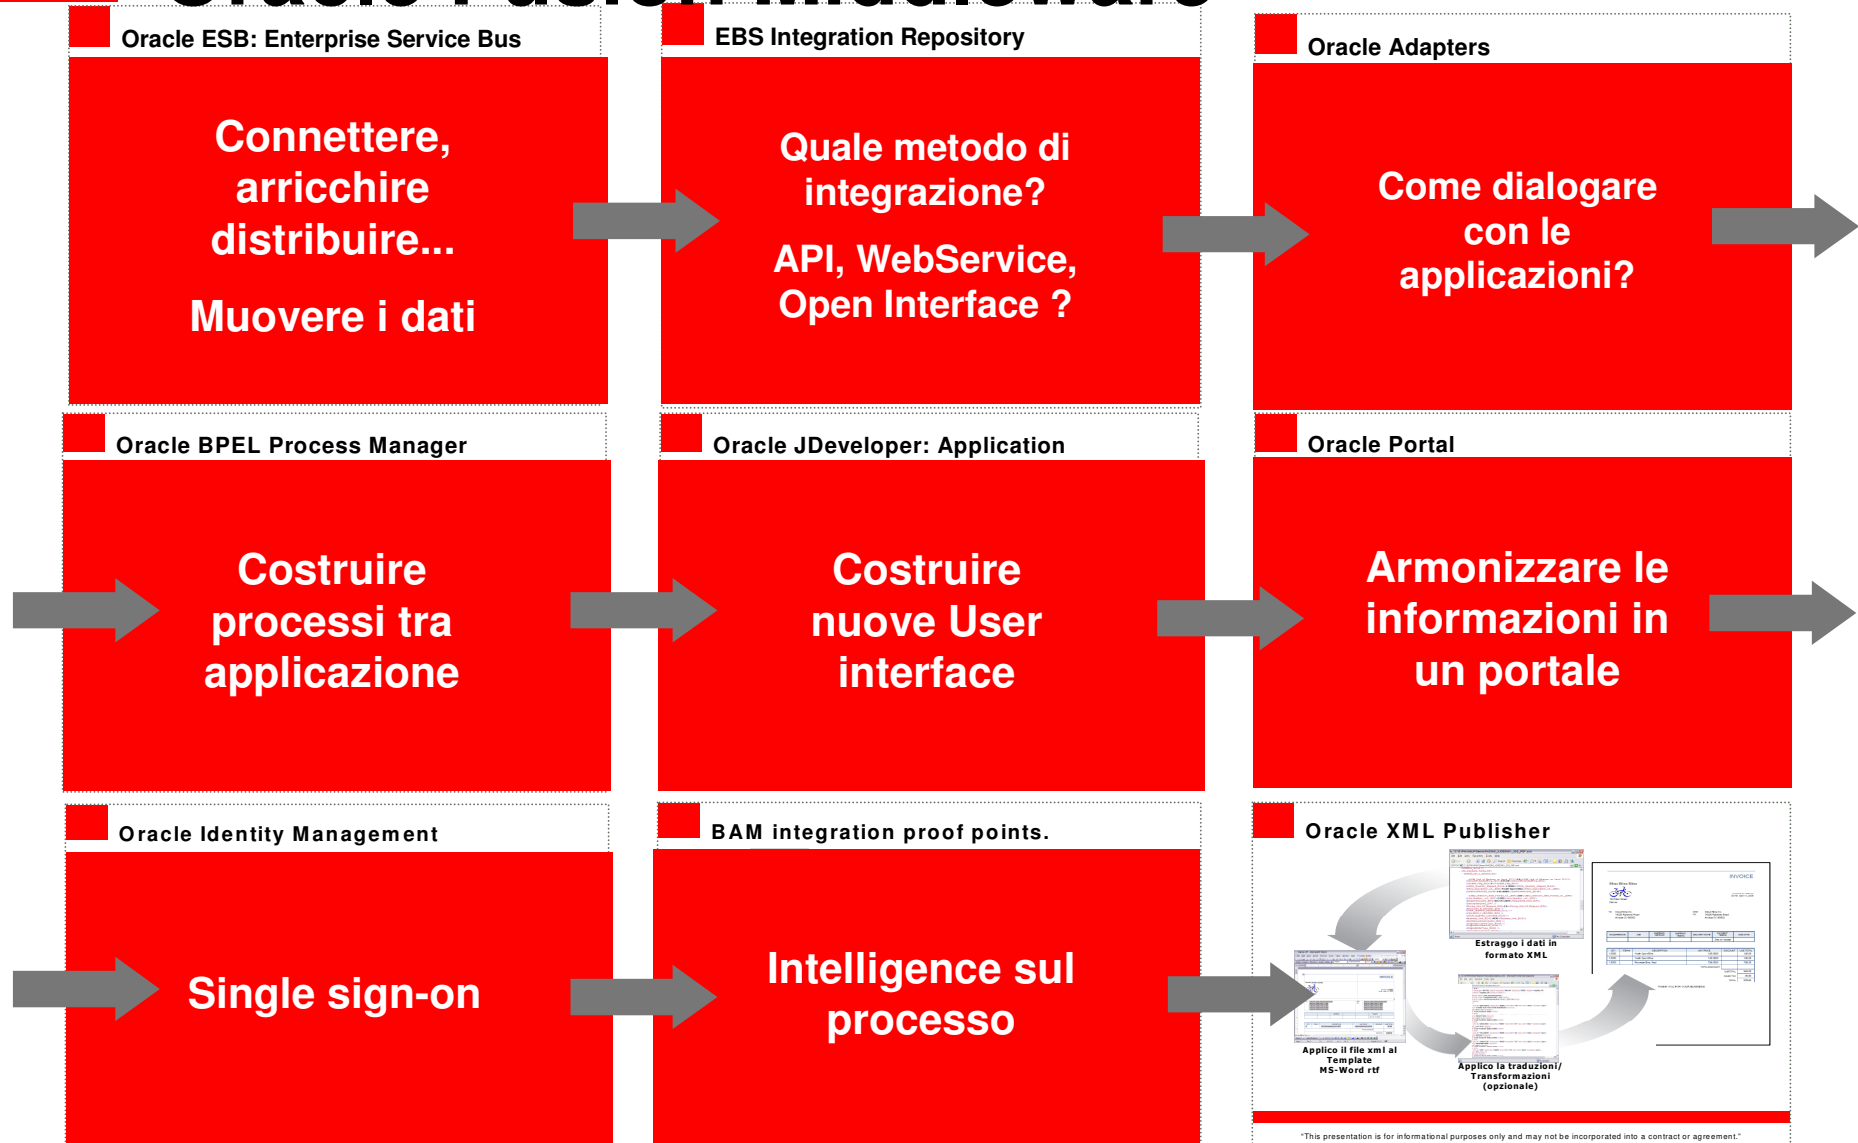 Oracle Fusion Middleware
Oracle ESB: Enterprise Service Bus
Connettere,
arricchire
distribuire...
Muovere i dati
EBS Integration Repository
Quale metodo di
integrazione?
API, WebService,
Open Interface ?
Oracle Adapters
Come dialogare
con le
applicazioni?
Oracle BPEL Process Manager
Costruire
processi tra
applicazione
Oracle JDeveloper: Application
Costruire
nuove User
interface
Oracle Portal
Armonizzare le
informazioni in
un portale
Oracle Identity Management
Single sign-on
BAM integration proof points.
Intelligence sul
processo
Oracle XML Publisher
Estraggo i dati in
formato XML
INVOICE
Applico il file xml al
Template
MS-Word rtf
Applico la traduzioni/
Transformazioni
(opzionale)
"This presentation is for informational purposes only and may not be incorporated into a contract or agreement."